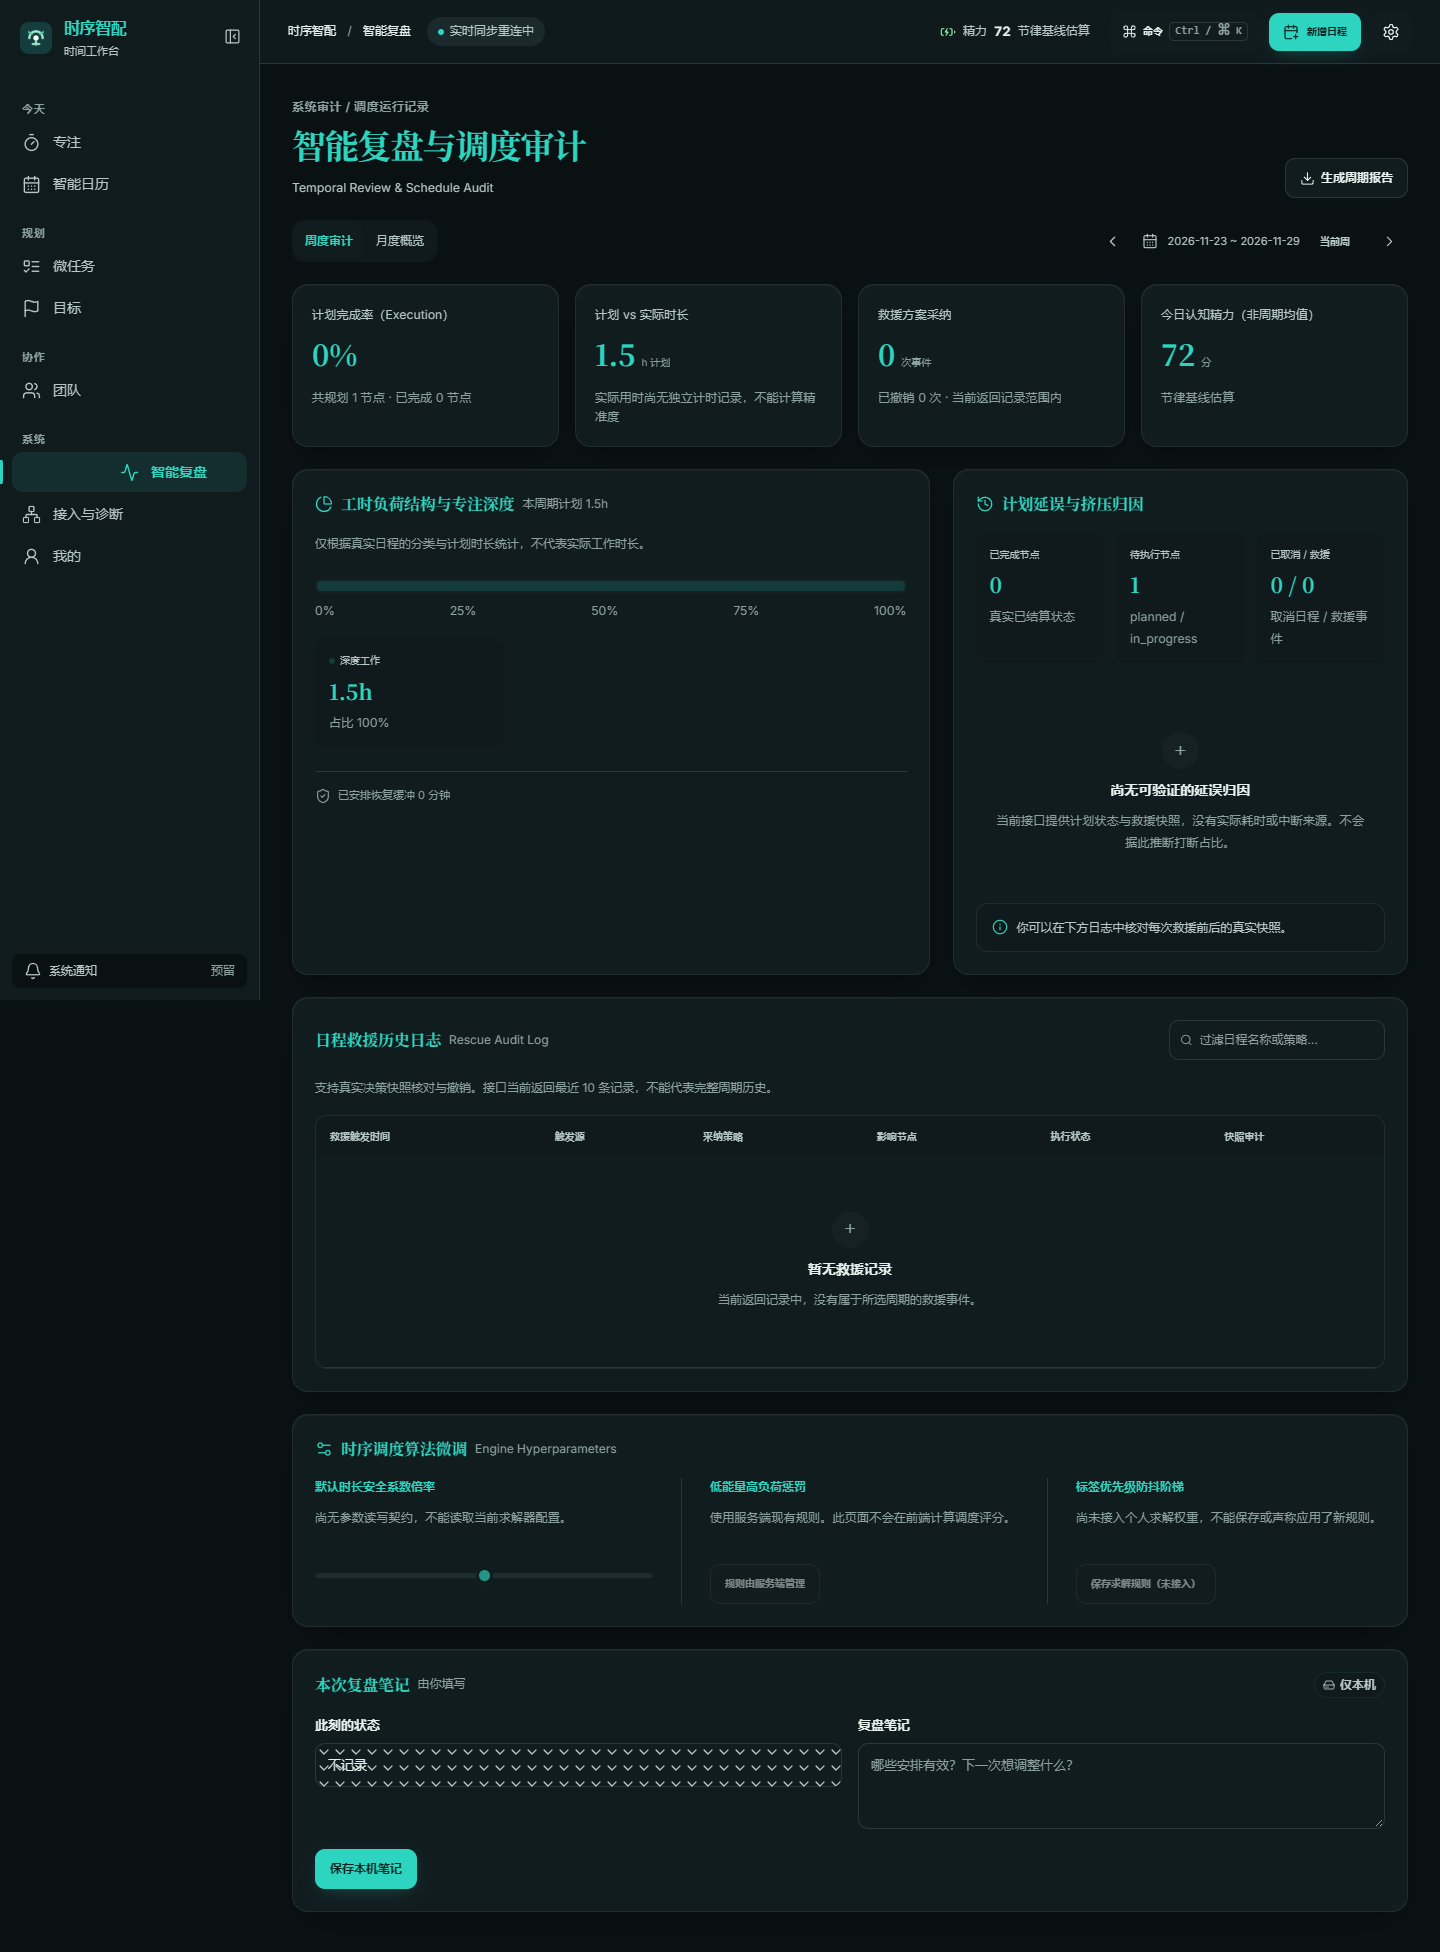 时序智配
时间工作台
今天
专注
智能日历
规划
微任务
目标
协作
团队
系统
智能复盘
接入与诊断
我的
系统通知
预留
时序智配 / 智能复盘
实时同步重连中
精力 72 节律基线估算
命令 Ctrl / ⌘ K
新增日程
系统审计 / 调度运行记录
智能复盘与调度审计
Temporal Review & Schedule Audit
生成周期报告
周度审计
月度概览
2026-11-23 ~ 2026-11-29 当前周
计划完成率（Execution）
0%
共规划 1 节点 · 已完成 0 节点
计划 vs 实际时长
1.5 h 计划
实际用时尚无独立计时记录，不能计算精
准度
救援方案采纳
0 次事件
已撤销 0 次 · 当前返回记录范围内
今日认知精力（非周期均值）
72 分
节律基线估算
工时负荷结构与专注深度 本周期计划 1.5h
仅根据真实日程的分类与计划时长统计，不代表实际工作时长。
0% 25% 50% 75% 100%
深度工作
1.5h
占比 100%
已安排恢复缓冲 0 分钟
计划延误与挤压归因
已完成节点
0
真实已结算状态
待执行节点
1
planned /
in_progress
已取消 / 救援
0 / 0
取消日程 / 救援事
件
+
尚无可验证的延误归因
当前接口提供计划状态与救援快照，没有实际耗时或中断来源。不会
据此推断打断占比。
你可以在下方日志中核对每次救援前后的真实快照。
日程救援历史日志 Rescue Audit Log
过滤日程名称或策略...
支持真实决策快照核对与撤销。接口当前返回最近 10 条记录，不能代表完整周期历史。
救援触发时间 触发源 采纳策略 影响节点 执行状态 快照审计
+
暂无救援记录
当前返回记录中，没有属于所选周期的救援事件。
时序调度算法微调 Engine Hyperparameters
默认时长安全系数倍率
尚无参数读写契约，不能读取当前求解器配置。
低能量高负荷惩罚
使用服务端现有规则。此页面不会在前端计算调度评分。
规则由服务端管理
标签优先级防抖阶梯
尚未接入个人求解权重，不能保存或声称应用了新规则。
保存求解规则（未接入）
本次复盘笔记 由你填写
仅本机
此刻的状态
不记录
复盘笔记
哪些安排有效？下一次想调整什么？
保存本机笔记